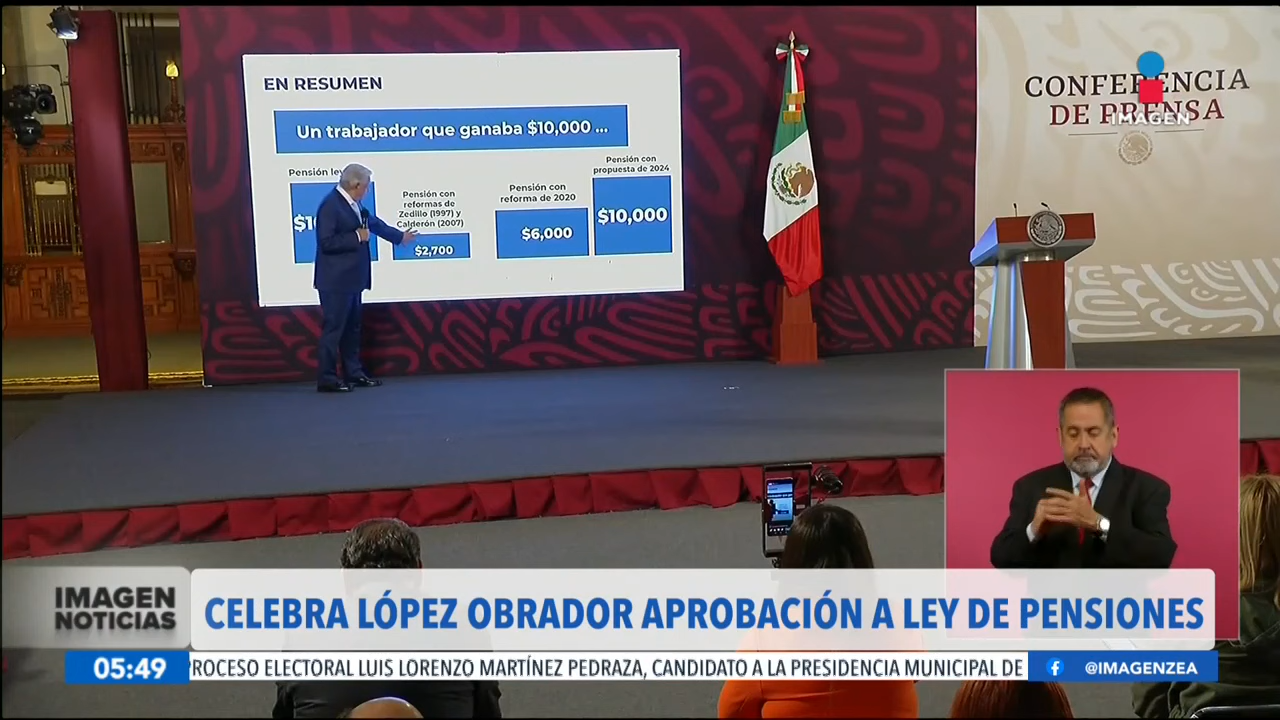 EN RESUMEN
Un trabajador que ganaba $10,000 ...
Pensión
Pensión con
reformas de
Zedillo (1997) y
Calderón (2007)
$2,700
Pensión con
reforma de 2020
$6,000
Pensión con
propuesta de 2024
$10,000
CONFERENCIA
DE PRENSA
IMAGEN
IMAGEN
NOTICIAS
CELEBRA LÓPEZ OBRADOR APROBACIÓN A LEY DE PENSIONES
05:49
ROCESO ELECTORAL LUIS LORENZO MARTÍNEZ PEDRAZA, CANDIDATO A LA PRESIDENCIA MUNICIPAL DE
@IMAGENZEA